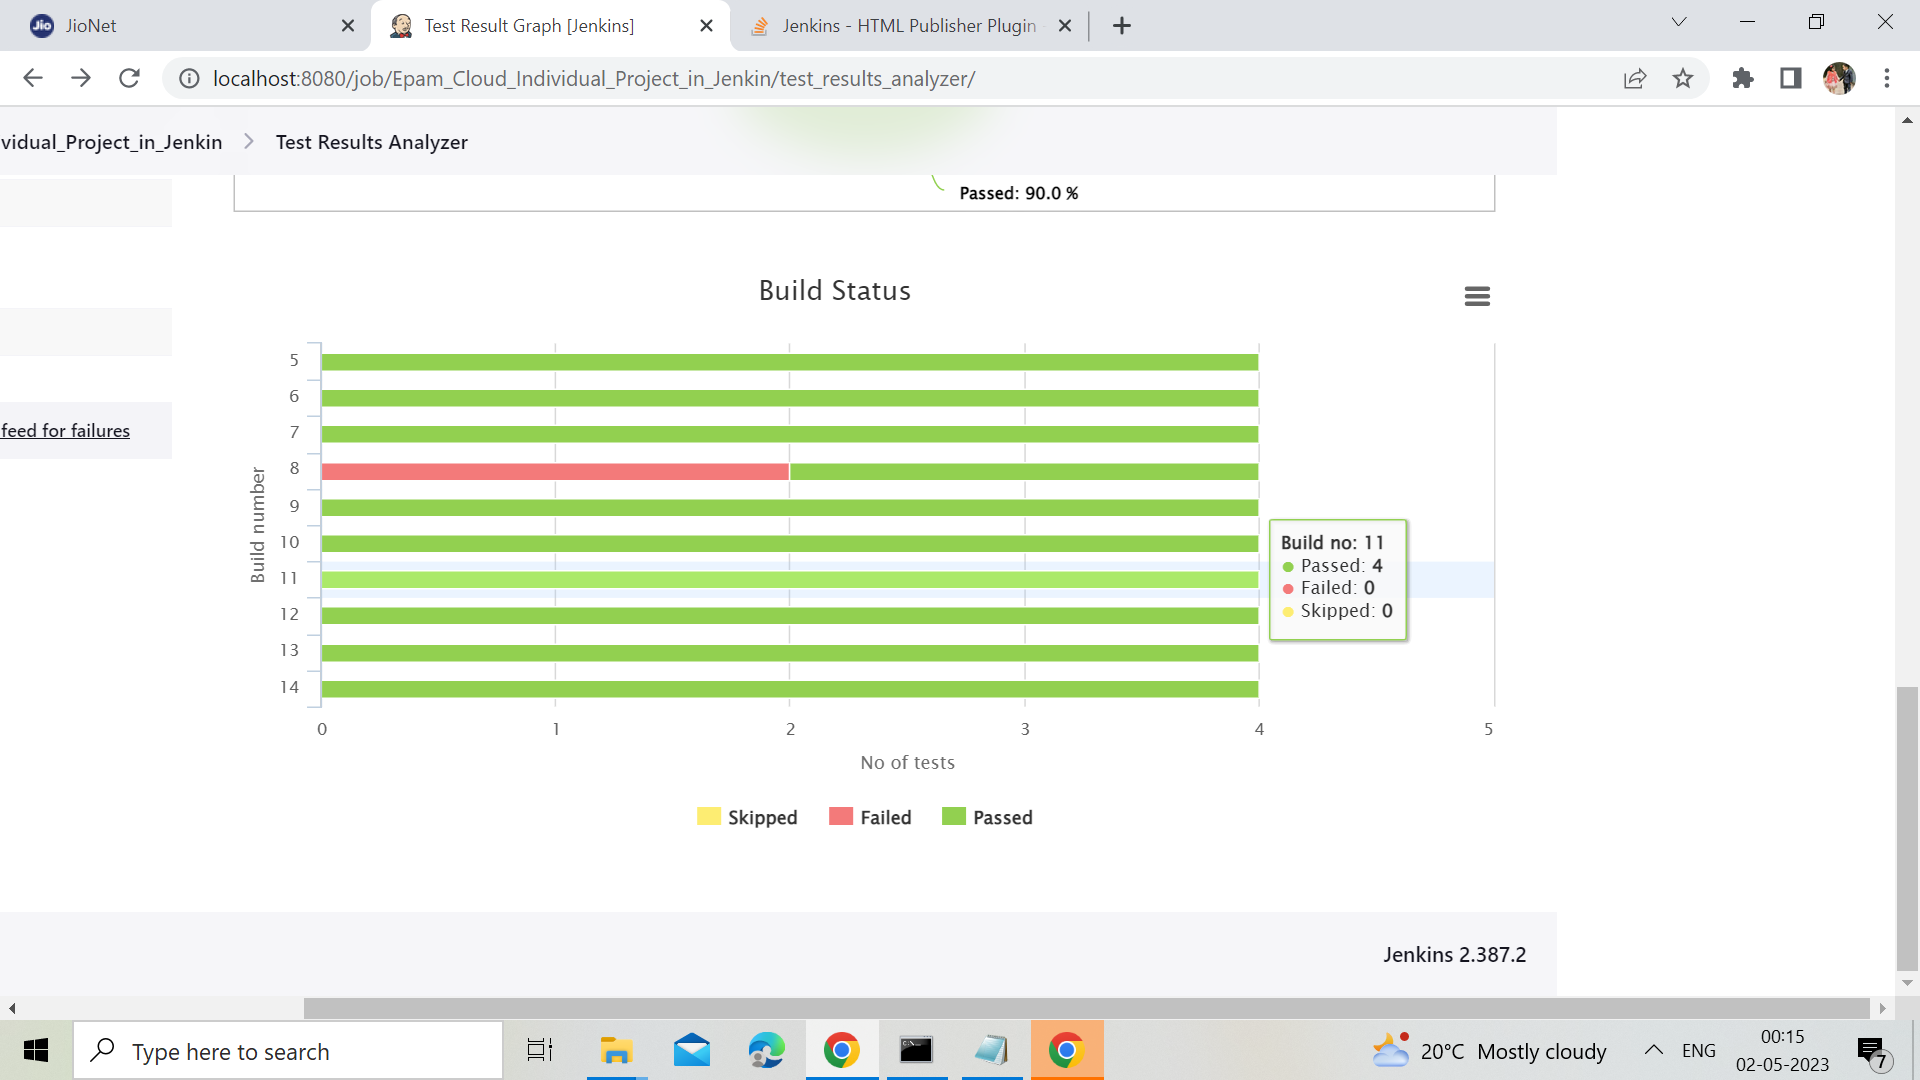 JioNet
Test Result Graph [Jenkins]
Jenkins - HTML Publisher Plugin
localhost:8080/job/Epam_Cloud_Individual_Project_in_Jenkin/test_results_analyzer/
vidual_Project_in_Jenkin
Test Results Analyzer
Passed: 90.0 %
feed for failures
Build Status
Build number
5
6
7
8
9
10
11
12
13
14
Build no: 11
Passed: 4
Failed: 0
Skipped: 0
0 1 2 3 4 5
No of tests
Skipped Failed Passed
Jenkins 2.387.2
Type here to search
20°C Mostly cloudy
ENG
00:15
02-05-2023
7